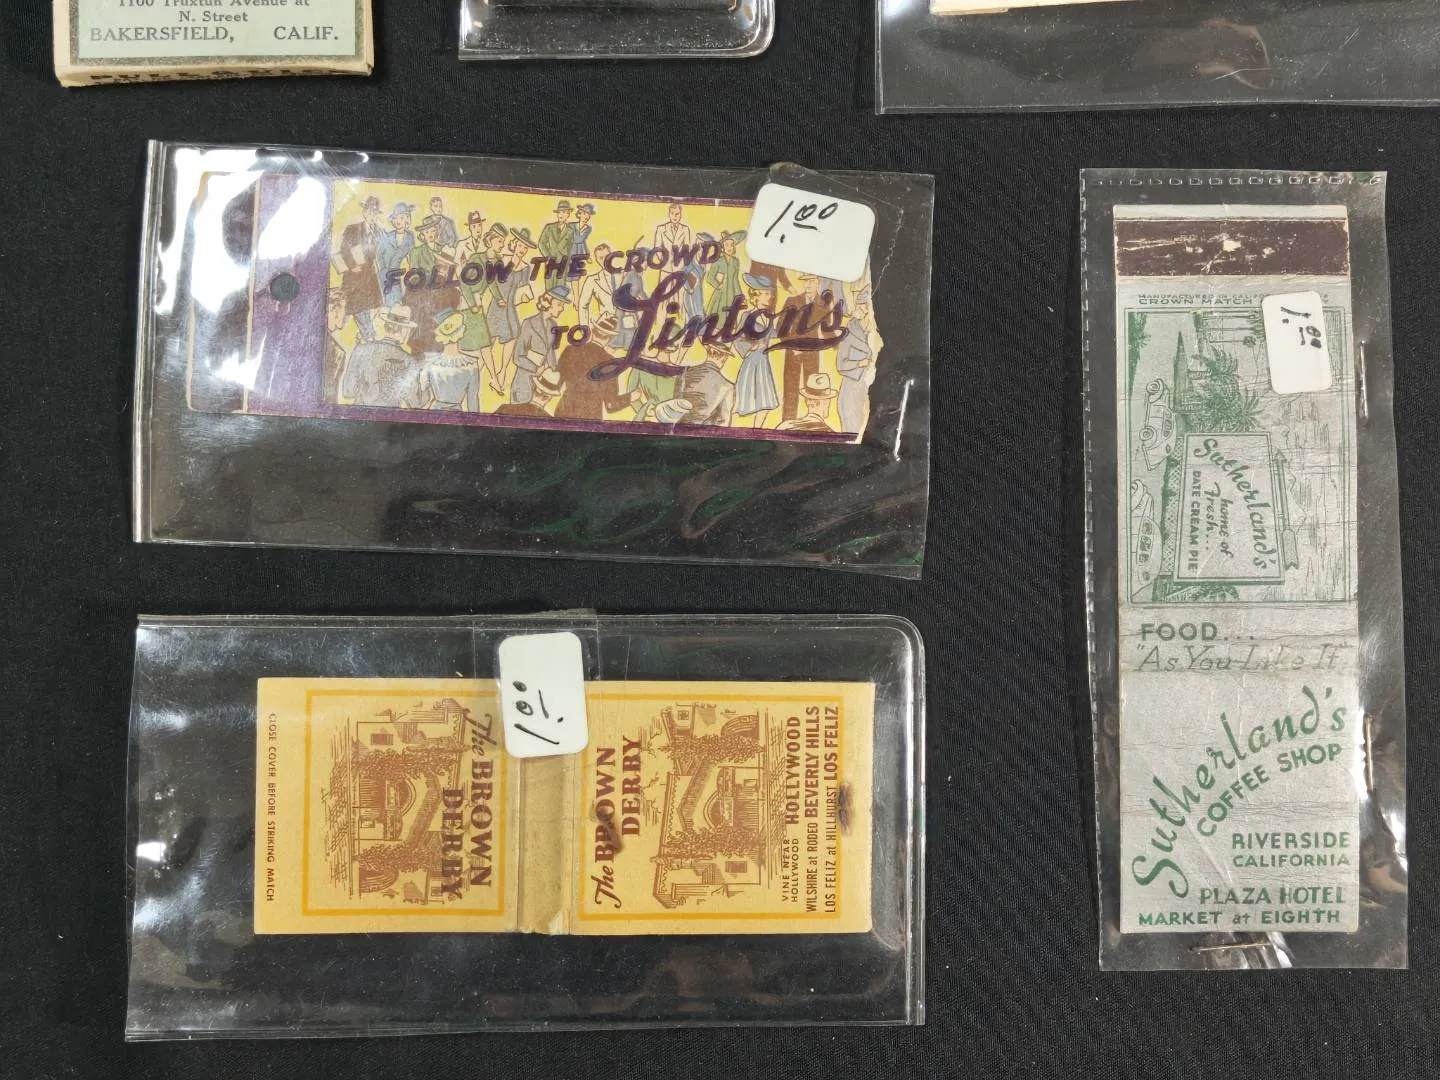 1100 Truxtun Avenue at
N. Street
BAKERSFIELD, CALIF.
1.00
FOLLOW THE CROWD
TO Linton's
1.00
CLOSE COVER BEFORE STRIKING MATCH
The BROWN
DERBY
The BROWN
DERBY
VINE NEAR
HOLLYWOOD HOLLYWOOD
WILSHIRE at RODEO BEVERLY HILLS
LOS FELIZ at HILLHURST LOS FELIZ
CROWN MATCH
1.00
Sutherland's
home of
Fresh...
DATE CREAM PIE
FOOD...
"As You Like It"
Sutherland's
COFFEE SHOP
RIVERSIDE
CALIFORNIA
PLAZA HOTEL
MARKET at EIGHTH